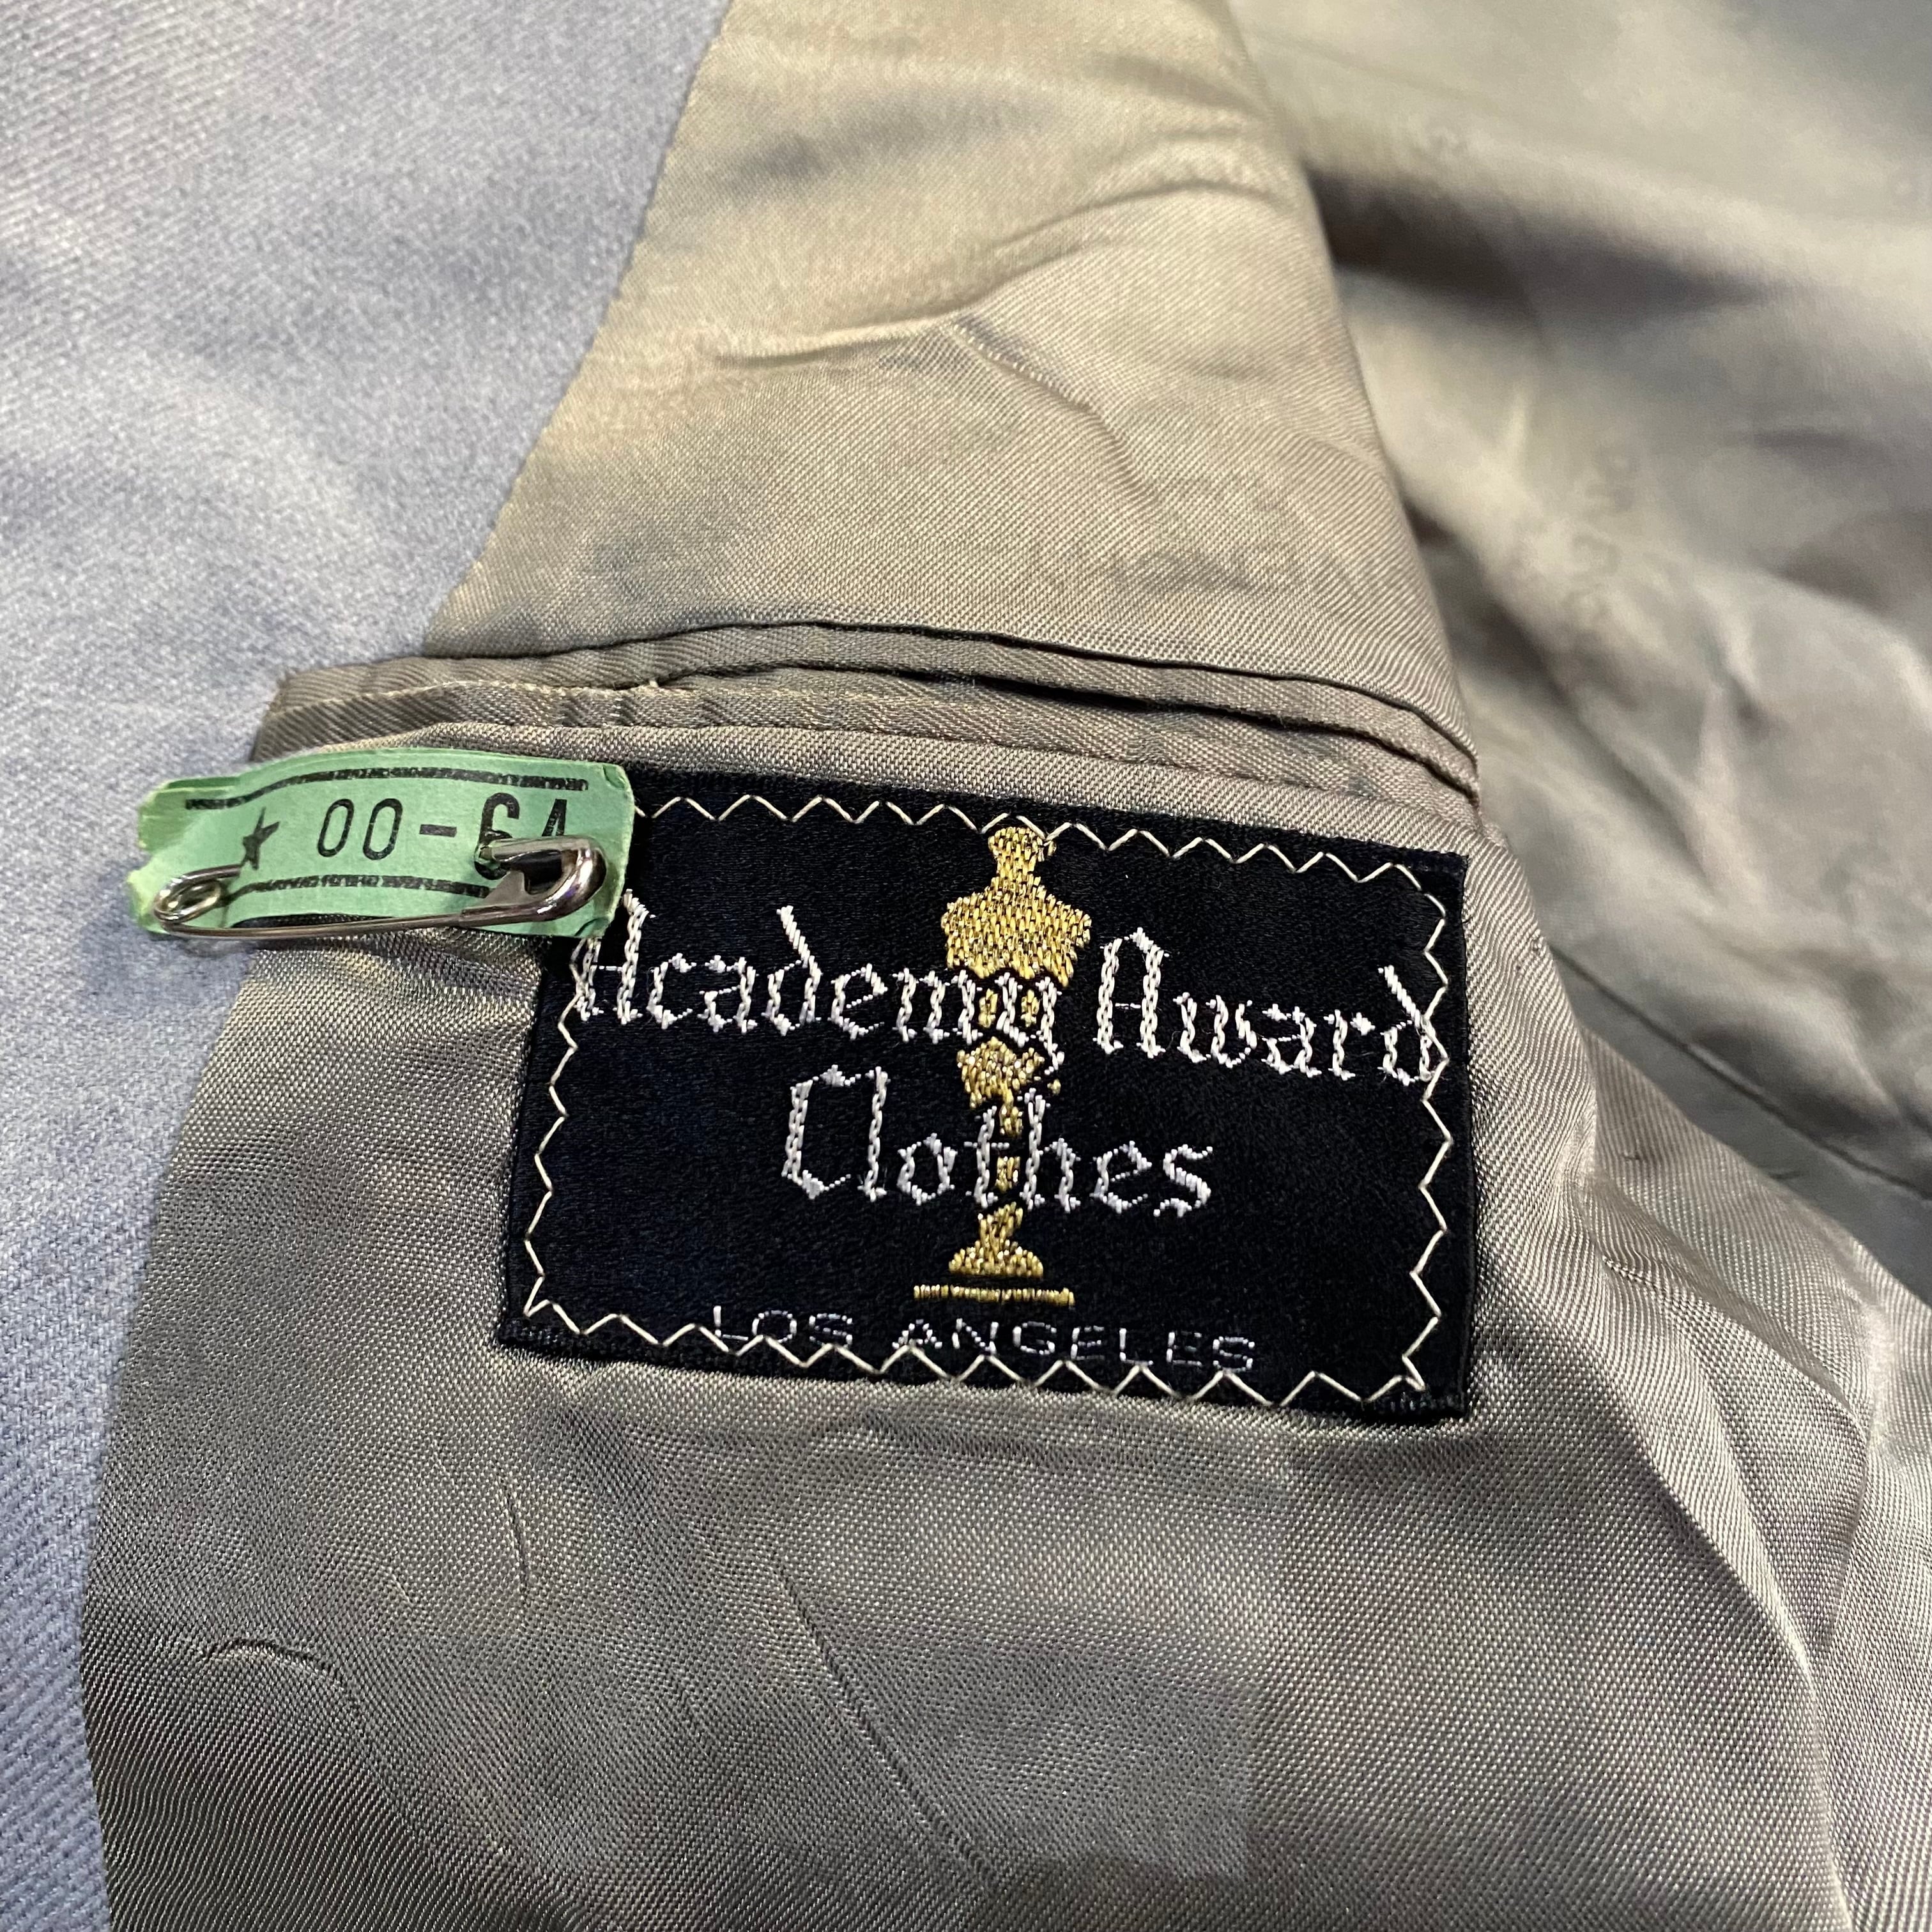 ★ 00-64
Academy Award
Clothes
LOS ANGELES